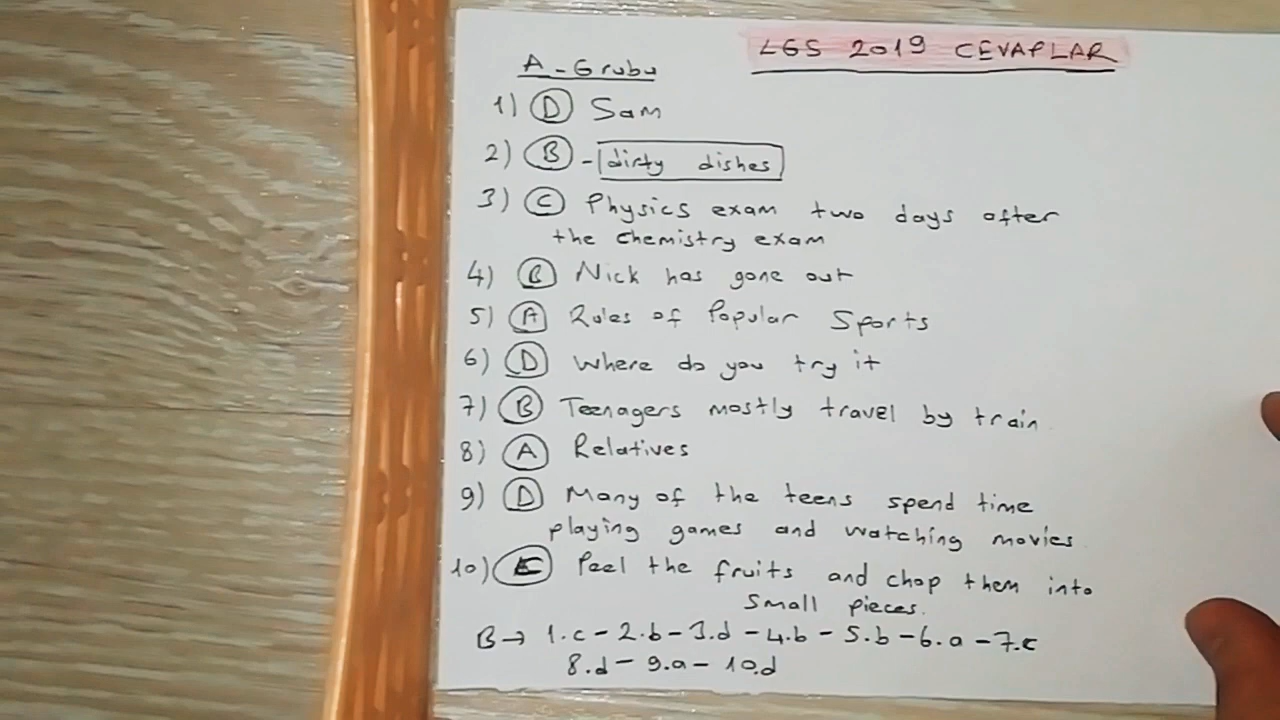 LGS 2019 CEVAPLAR
A-Grubu
1) D Sam
2) B - dirty dishes
3) C Physics exam two days after
the chemistry exam
4) B Nick has gone out
5) A Rules of Popular Sports
6) D Where do you try it
7) B Teenagers mostly travel by train
8) A Relatives
9) D Many of the teens spend time
playing games and watching movies
10) C Peel the fruits and chop them into
small pieces.
B → 1.c - 2.b - 3.d - 4.b - 5.b - 6.a - 7.c
8.d - 9.a - 10.d